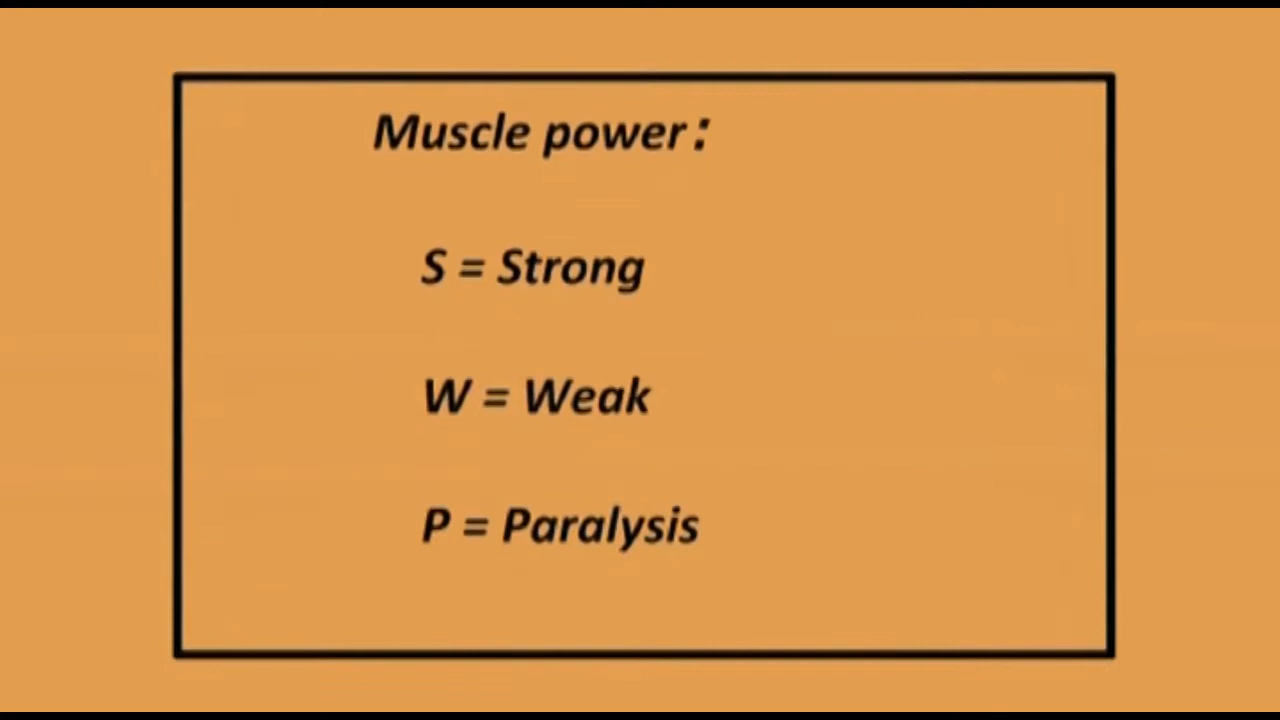 Muscle power:
S = Strong
W = Weak
P = Paralysis